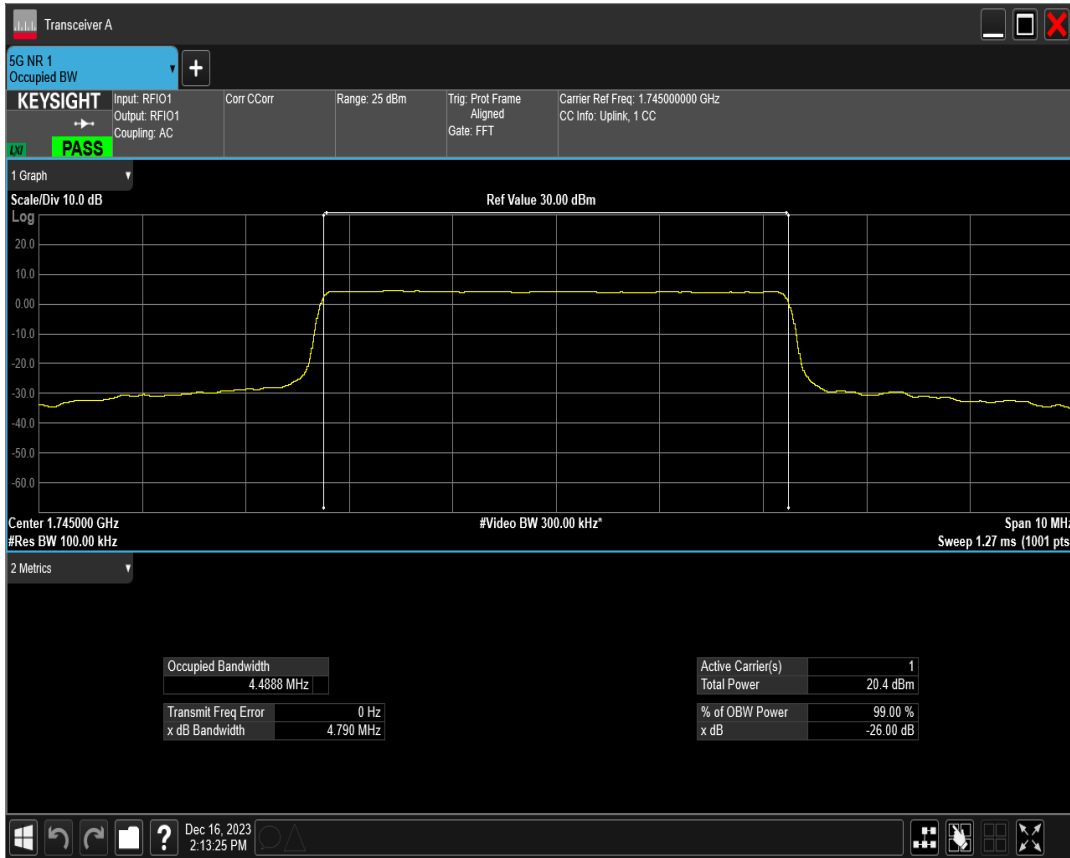 Transceiver A
5G NR 1
Occupied BW
KEYSIGHT
LXI
PASS
Input: RFIO1
Output: RFIO1
Coupling: AC
Corr CCorr
Range: 25 dBm
Trig: Prot Frame
Aligned
Gate: FFT
Carrier Ref Freq: 1.745000000 GHz
CC Info: Uplink, 1 CC
1 Graph
Scale/Div 10.0 dB
Ref Value 30.00 dBm
Log
20.0
10.0
0.00
-10.0
-20.0
-30.0
-40.0
-50.0
-60.0
Center 1.745000 GHz
#Video BW 300.00 kHz*
Span 10 MHz
#Res BW 100.00 kHz
Sweep 1.27 ms (1001 pts
2 Metrics
Occupied Bandwidth
4.4888 MHz
Transmit Freq Error 0 Hz
x dB Bandwidth 4.790 MHz
Active Carrier(s) 1
Total Power 20.4 dBm
% of OBW Power 99.00 %
x dB -26.00 dB
?
Dec 16, 2023
2:13:25 PM